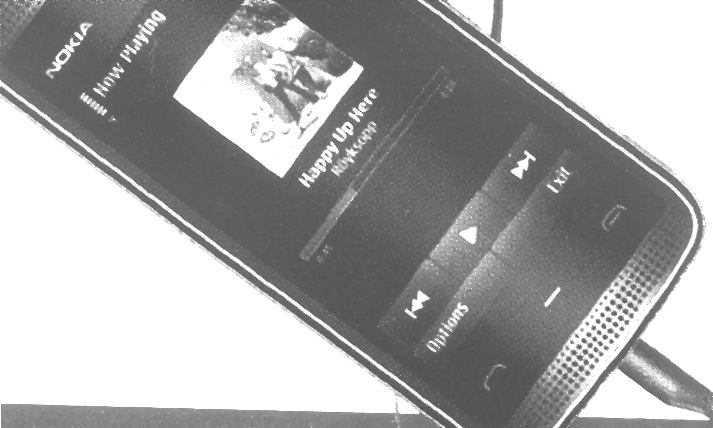 NOKIA
Now Playing
Happy Up Here
Röyksopp
Options
Exit